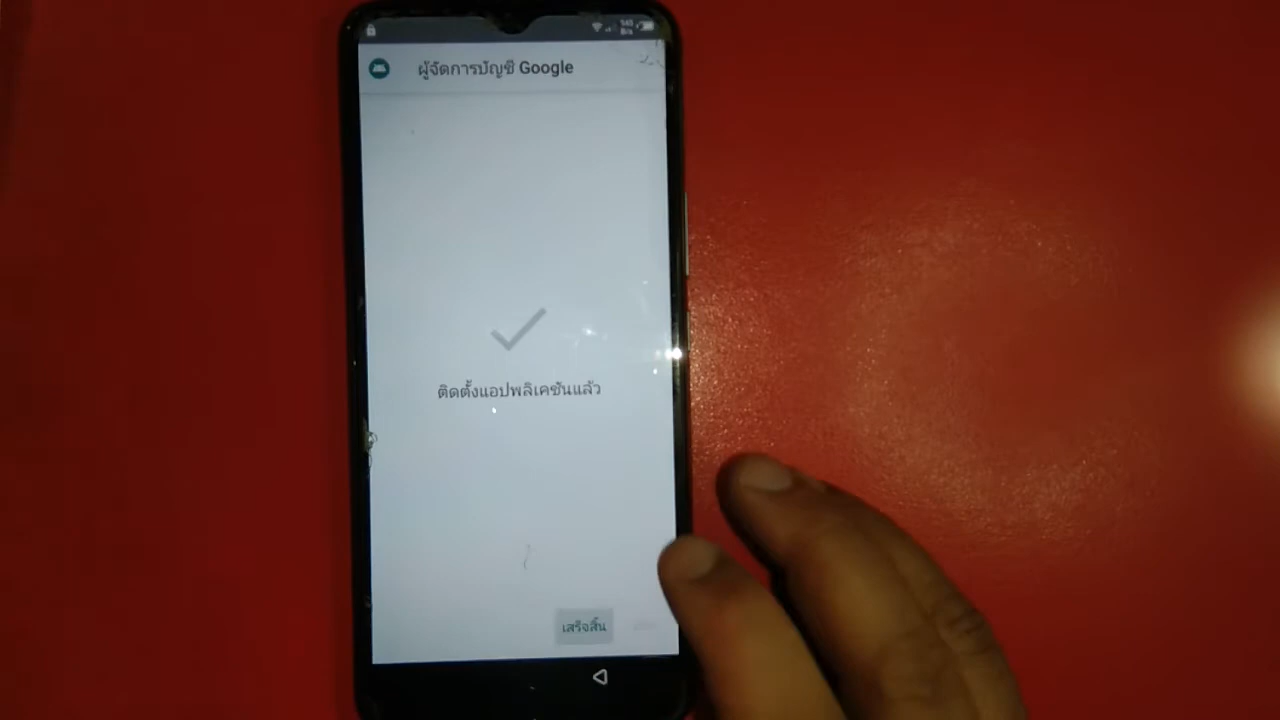 ผู้จัดการบัญชี Google
ติดตั้งแอปพลิเคชันแล้ว
เสร็จสิ้น